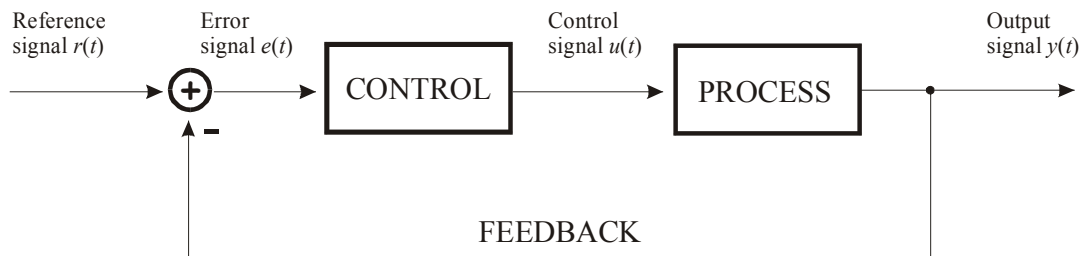 Reference
signal r(t)
Error
signal e(t)
Control
signal u(t)
Output
signal y(t)
+
CONTROL
PROCESS
–
FEEDBACK